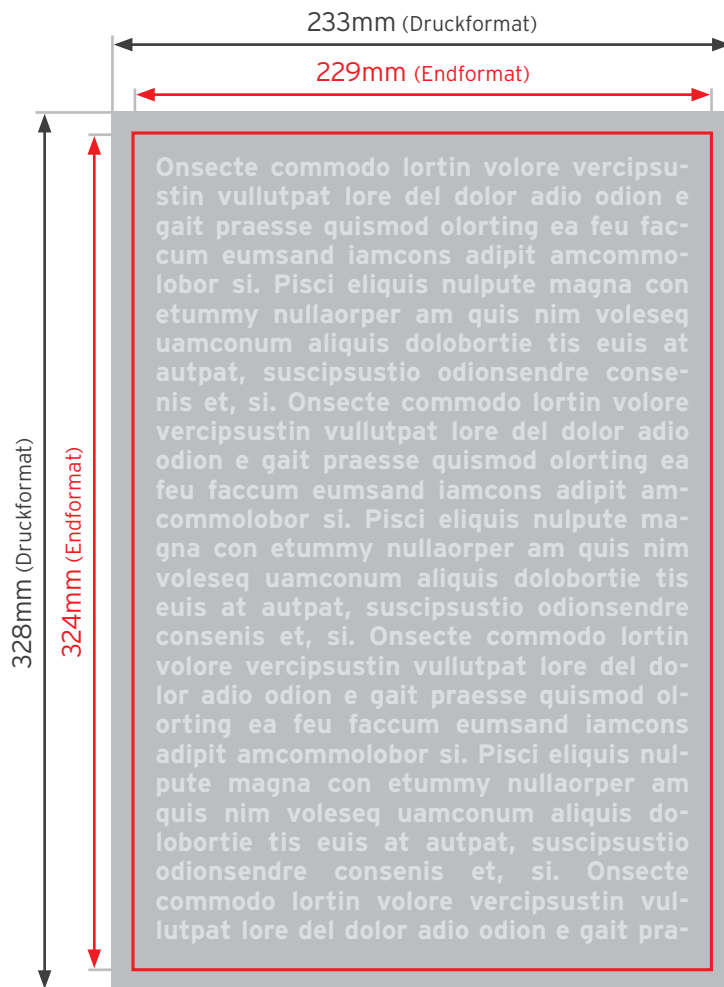 233mm (Druckformat)
229mm (Endformat)
328mm (Druckformat)
324mm (Endformat)
Onsecte commodo lortin volore vercipsu-
stin vullutpat lore del dolor adio odion e
gait praesse quismod olorting ea feu fac-
cum eumsand iamcons adipit amcommo-
lobor si. Pisci eliquis nulpute magna con
etummy nullaorper am quis nim voleseq
uamconum aliquis dolobortie tis euis at
autpat, suscipsustio odionsendre conse-
nis et, si. Onsecte commodo lortin volore
vercipsustin vullutpat lore del dolor adio
odion e gait praesse quismod olorting ea
feu faccum eumsand iamcons adipit am-
commolobor si. Pisci eliquis nulpute ma-
gna con etummy nullaorper am quis nim
voleseq uamconum aliquis dolobortie tis
euis at autpat, suscipsustio odionsendre
consenis et, si. Onsecte commodo lortin
volore vercipsustin vullutpat lore del do-
lor adio odion e gait praesse quismod ol-
orting ea feu faccum eumsand iamcons
adipit amcommolobor si. Pisci eliquis nul-
pute magna con etummy nullaorper am
quis nim voleseq uamconum aliquis do-
lobortie tis euis at autpat, suscipsustio
odionsendre consenis et, si. Onsecte
commodo lortin volore vercipsustin vul-
lutpat lore del dolor adio odion e gait pra-